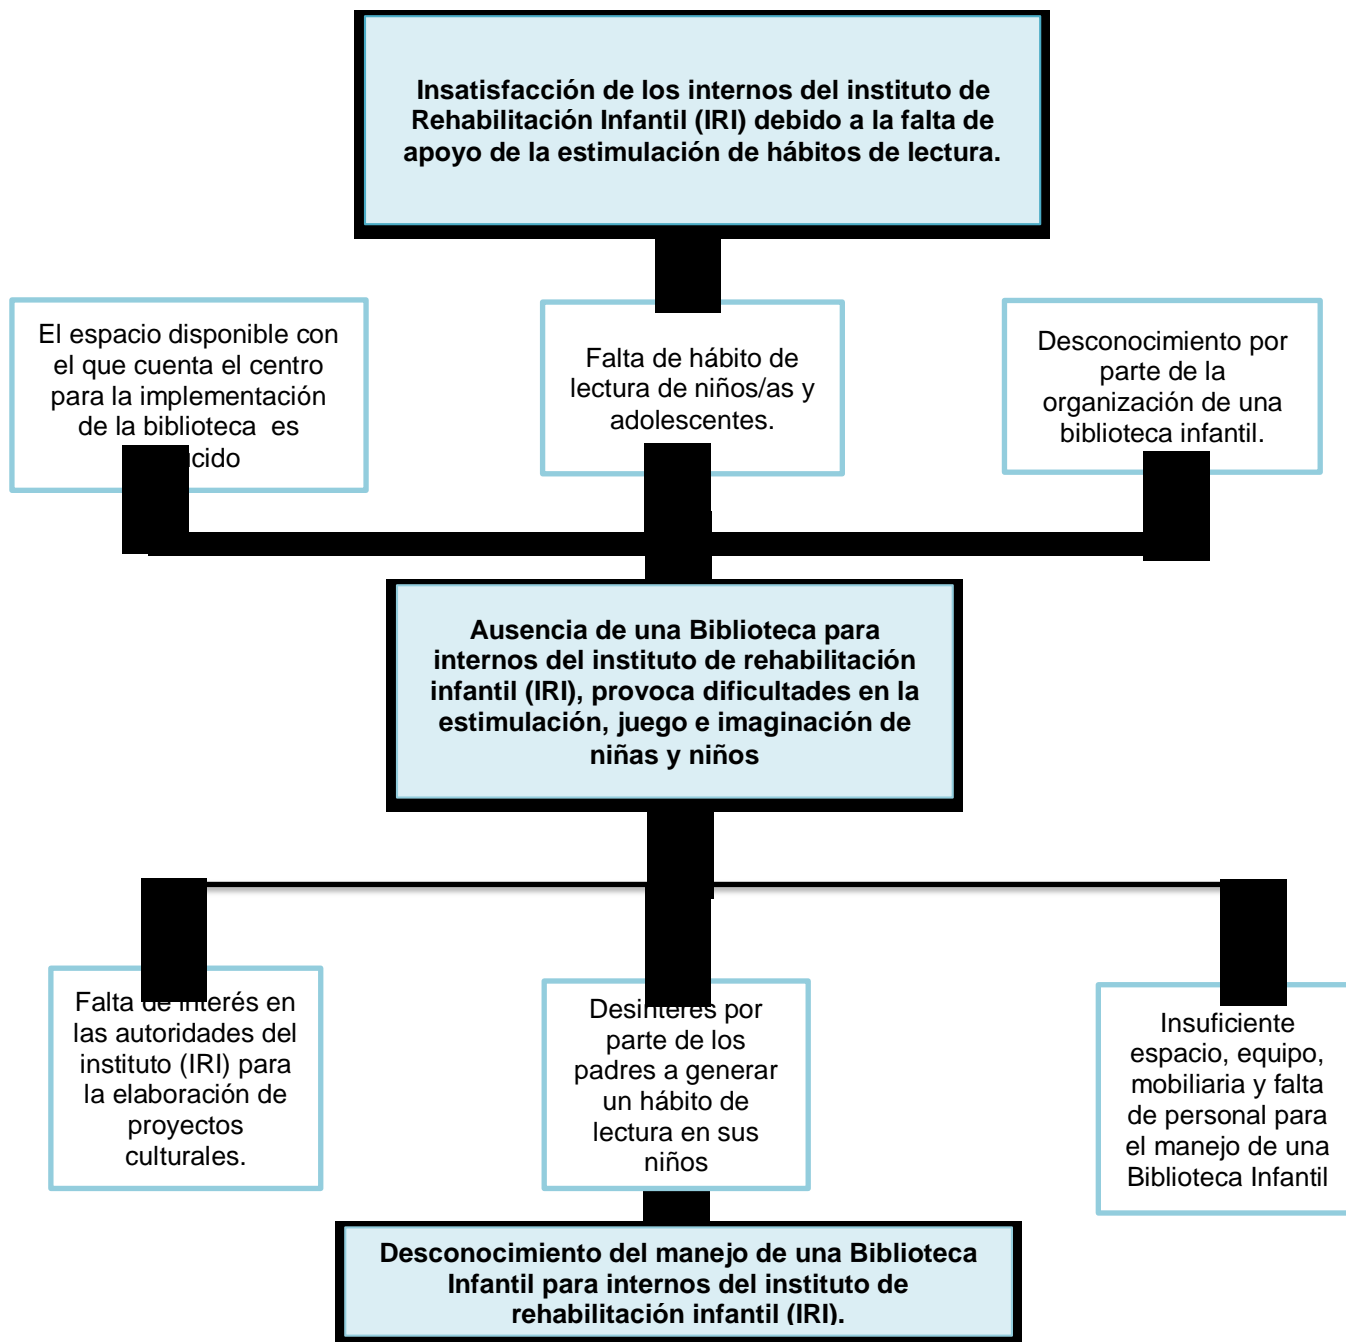 Insatisfacción de los internos del instituto de
Rehabilitación Infantil (IRI) debido a la falta de
apoyo de la estimulación de hábitos de lectura.
El espacio disponible con
el que cuenta el centro
para la implementación
de la biblioteca es
Falta de hábito de
lectura de niños/as y
adolescentes.
Desconocimiento por
parte de la
organización de una
biblioteca infantil.
Ausencia de una Biblioteca para
internos del instituto de rehabilitación
infantil (IRI), provoca dificultades en la
estimulación, juego e imaginación de
niñas y niños
Falta de interés en
las autoridades del
instituto (IRI) para
la elaboración de
proyectos
culturales.
Desinterés por
parte de los
padres a generar
un hábito de
lectura en sus
niños
Insuficiente
espacio, equipo,
mobiliaria y falta
de personal para
el manejo de una
Biblioteca Infantil
Desconocimiento del manejo de una Biblioteca
Infantil para internos del instituto de
rehabilitación infantil (IRI).